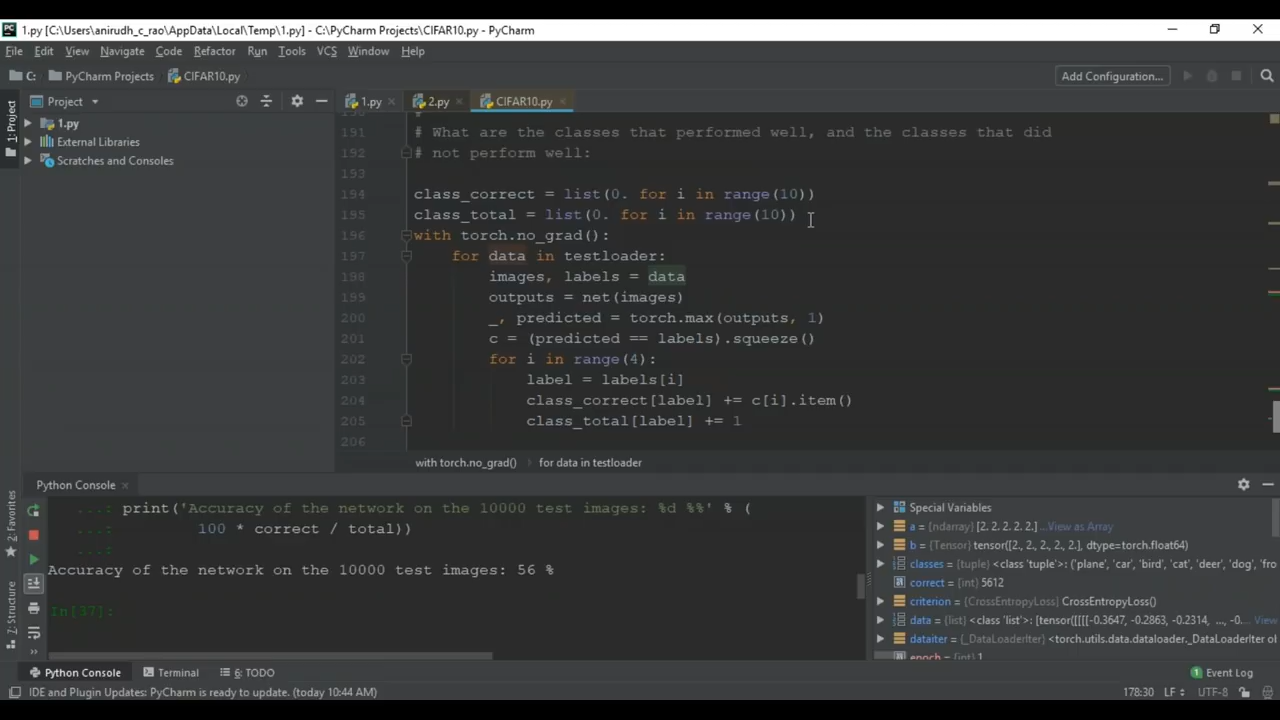 1.py [C:\Users\anirudh_c_rao\AppData\Local\Temp\1.py] - C:\PyCharm Projects\CIFAR10.py - PyCharm
File Edit View Navigate Code Refactor Run Tools VCS Window Help
C: PyCharm Projects CIFAR10.py Add Configuration...
Project 1.py 2.py CIFAR10.py
1: Project
1.py
External Libraries
Scratches and Consoles
191 # What are the classes that performed well, and the classes that did
192 # not perform well:
193
194 class_correct = list(0. for i in range(10))
195 class_total = list(0. for i in range(10))
196 with torch.no_grad():
197 for data in testloader:
198 images, labels = data
199 outputs = net(images)
200 _, predicted = torch.max(outputs, 1)
201 c = (predicted == labels).squeeze()
202 for i in range(4):
203 label = labels[i]
204 class_correct[label] += c[i].item()
205 class_total[label] += 1
206
with torch.no_grad() › for data in testloader
Python Console
2: Favorites
Z: Structure
...: print('Accuracy of the network on the 10000 test images: %d %%' % (
...: 100 * correct / total))
...:
Accuracy of the network on the 10000 test images: 56 %
In[37]:
Special Variables
a = {ndarray} [2. 2. 2. 2. 2.] ...View as Array
b = {Tensor} tensor([2., 2., 2., 2., 2.], dtype=torch.float64)
classes = {tuple} <class 'tuple'>: ('plane', 'car', 'bird', 'cat', 'deer', 'dog', 'fro
correct = {int} 5612
criterion = {CrossEntropyLoss} CrossEntropyLoss()
data = {list} <class 'list'>: [tensor([[[[-0.3647, -0.2863, -0.2314, ..., -0.... View
dataiter = {_DataLoaderIter} <torch.utils.data.dataloader._DataLoaderIter ol
epoch = {int} 1
Python Console Terminal 6: TODO 1 Event Log
IDE and Plugin Updates: PyCharm is ready to update. (today 10:44 AM) 178:30 LF UTF-8